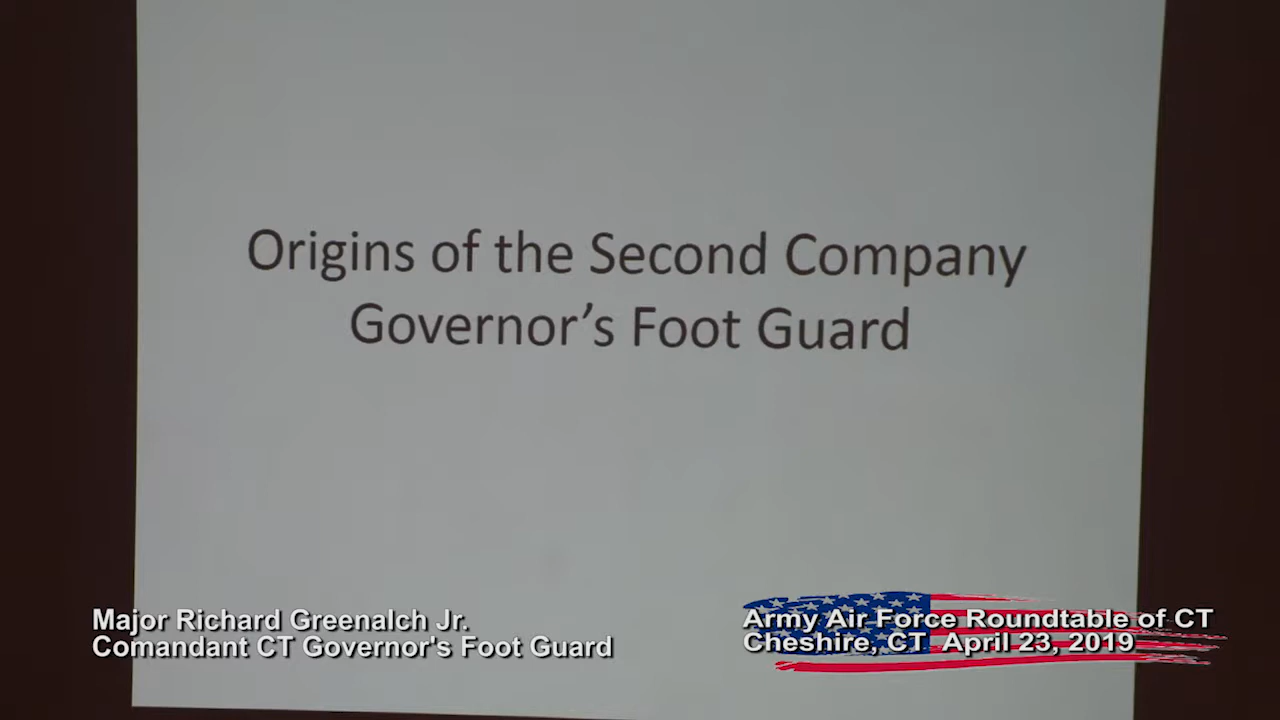 Origins of the Second Company
Governor’s Foot Guard
Major Richard Greenalch Jr.
Comandant CT Governor's Foot Guard
Army Air Force Roundtable of CT
Cheshire, CT  April 23, 2019